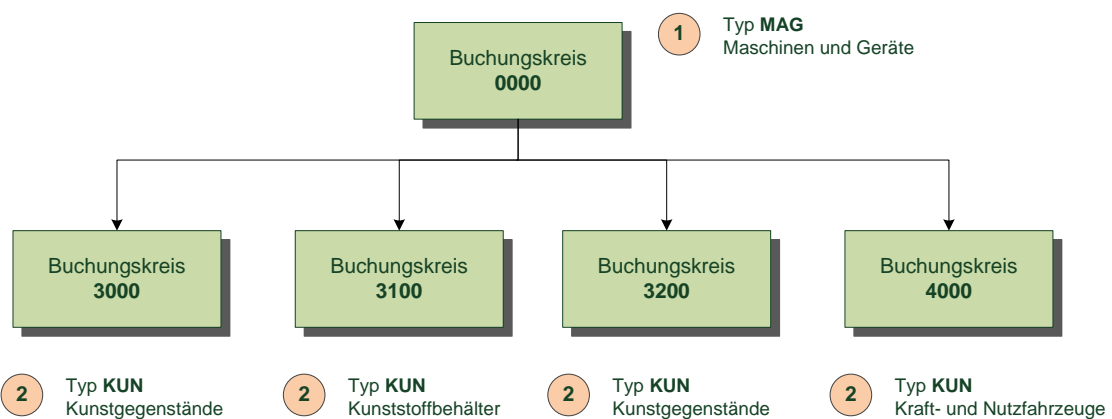 Buchungskreis
0000
1
Typ MAG
Maschinen und Geräte
Buchungskreis
3000
Buchungskreis
3100
Buchungskreis
3200
Buchungskreis
4000
2
Typ KUN
Kunstgegenstände
2
Typ KUN
Kunststoffbehälter
2
Typ KUN
Kunstgegenstände
2
Typ KUN
Kraft- und Nutzfahrzeuge